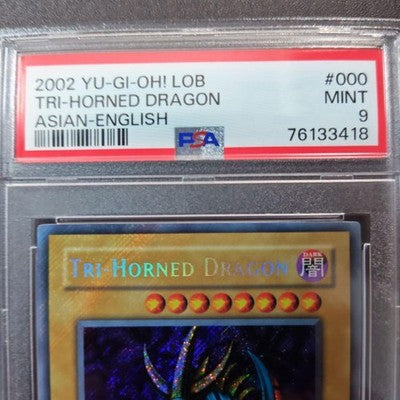 2002 YU-GI-OH! LOB #000
TRI-HORNED DRAGON MINT
ASIAN-ENGLISH 9
PSA 76133418
TRI-HORNED DRAGON
DARK
闇